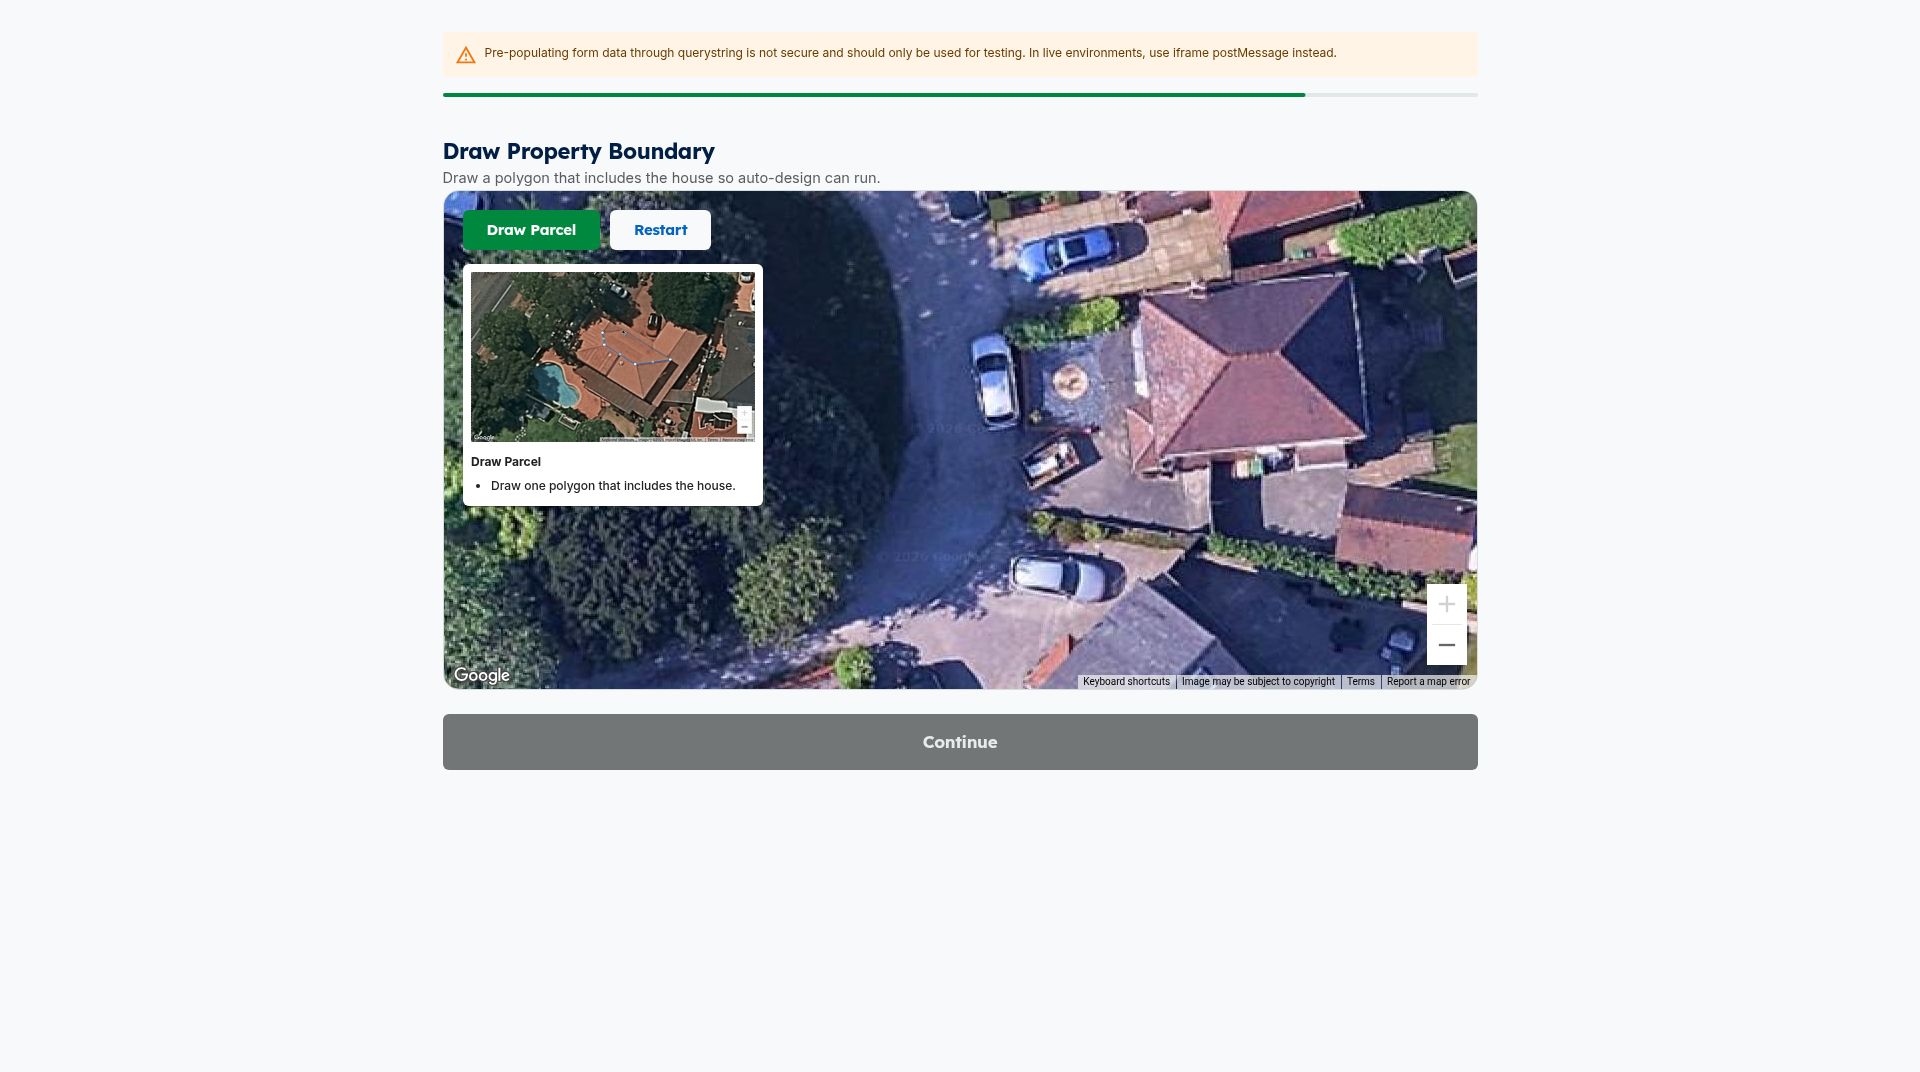 Pre-populating form data through querystring is not secure and should only be used for testing. In live environments, use iframe postMessage instead.
Draw Property Boundary
Draw a polygon that includes the house so auto-design can run.
Draw Parcel
Restart
Google
Draw Parcel
• Draw one polygon that includes the house.
© 2026 Google
Google
Keyboard shortcuts
Image may be subject to copyright
Terms
Report a map error
Continue